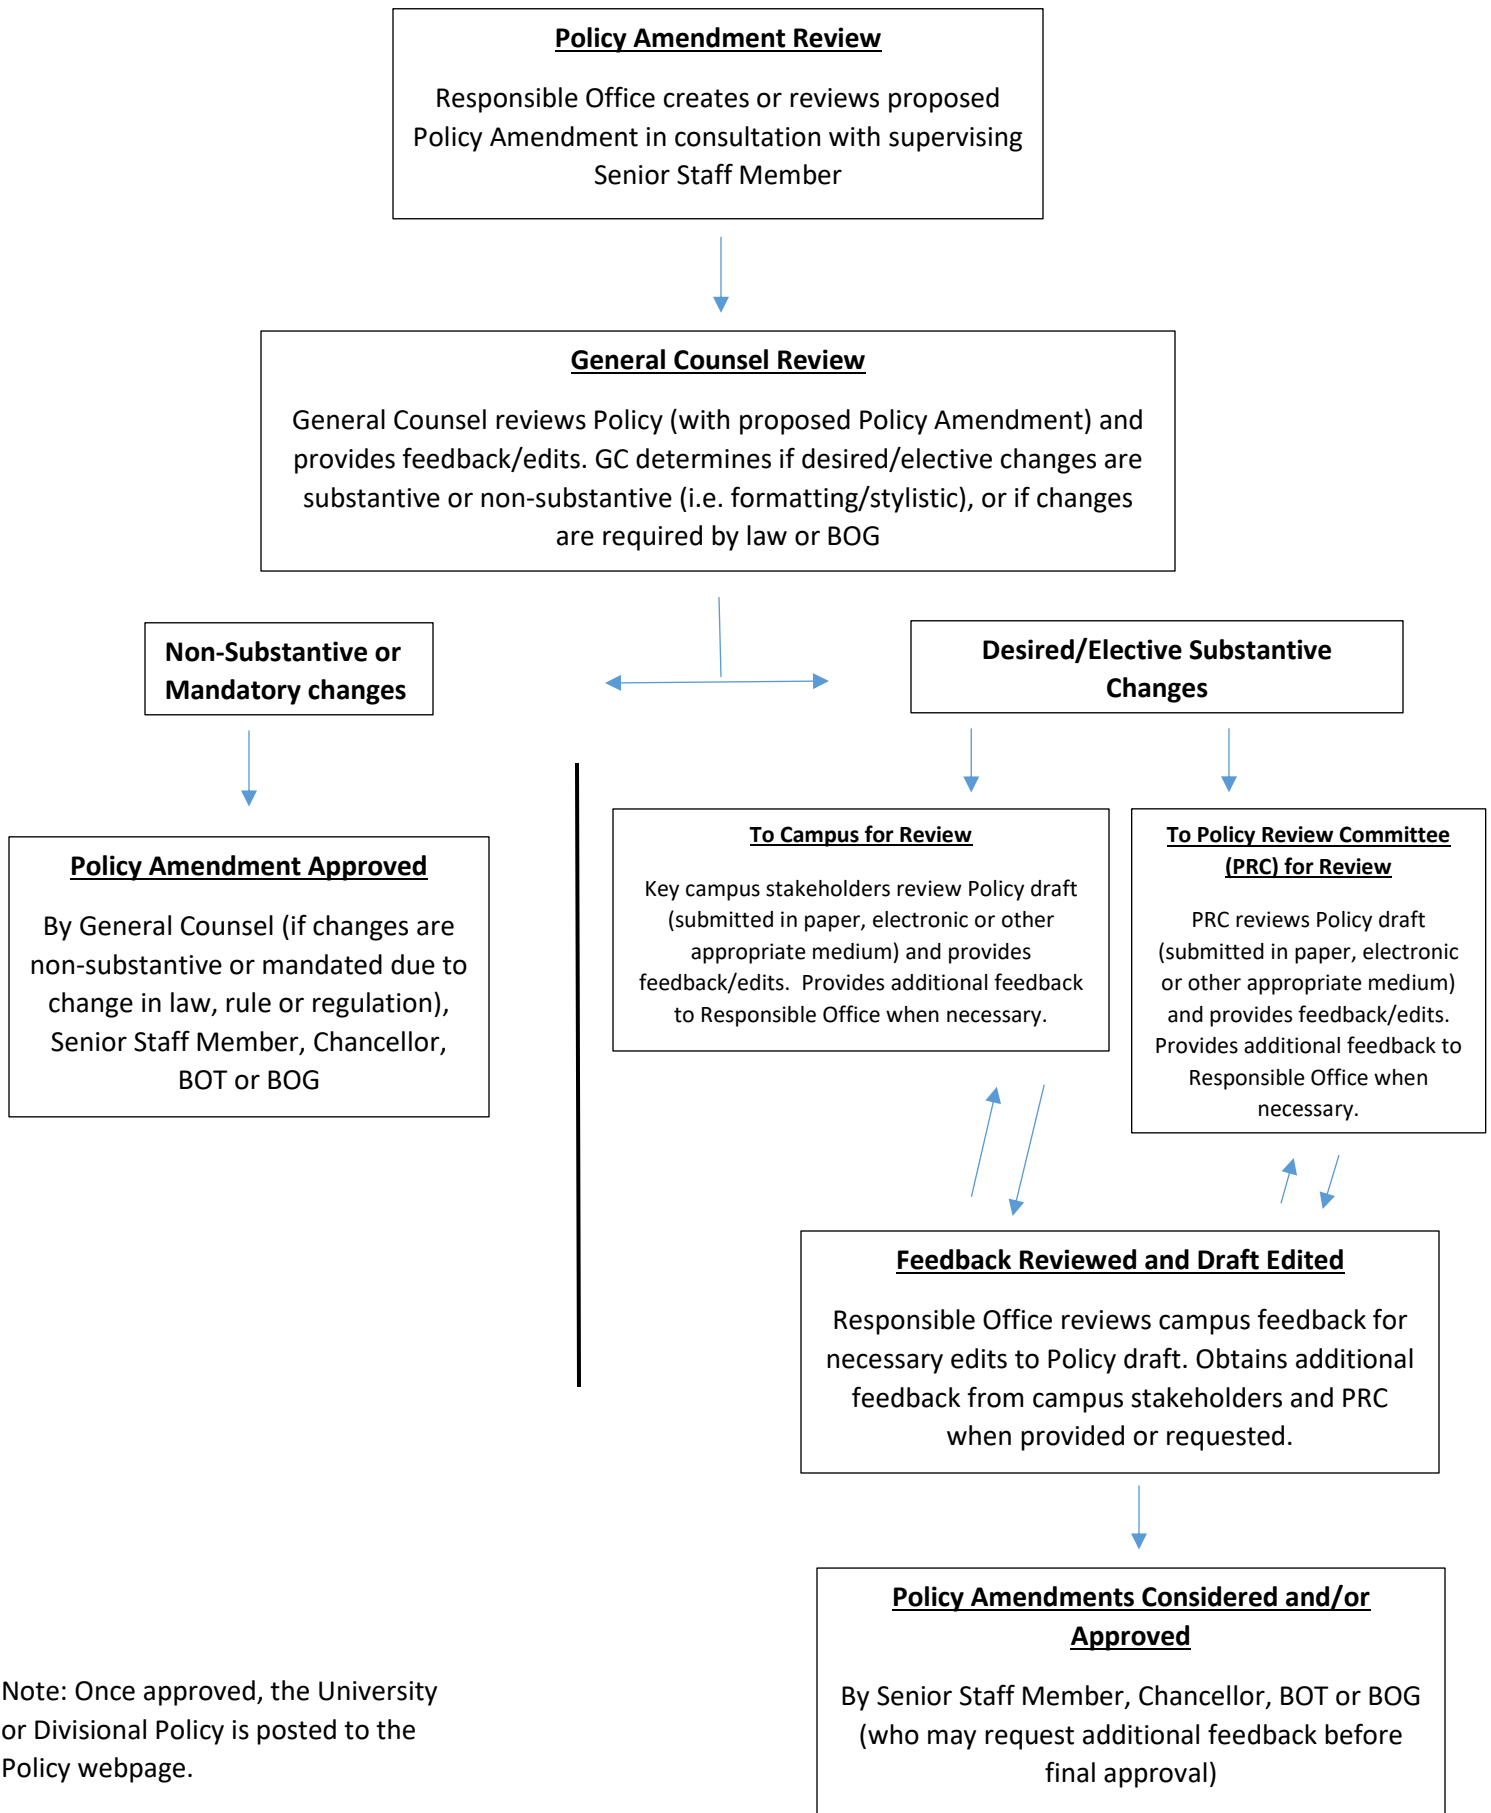 Policy Amendment Review
Responsible Office creates or reviews proposed
Policy Amendment in consultation with supervising
Senior Staff Member
General Counsel Review
General Counsel reviews Policy (with proposed Policy Amendment) and
provides feedback/edits. GC determines if desired/elective changes are
substantive or non-substantive (i.e. formatting/stylistic), or if changes
are required by law or BOG
Non-Substantive or
Mandatory changes
Desired/Elective Substantive
Changes
Policy Amendment Approved
By General Counsel (if changes are
non-substantive or mandated due to
change in law, rule or regulation),
Senior Staff Member, Chancellor,
BOT or BOG
To Campus for Review
Key campus stakeholders review Policy draft
(submitted in paper, electronic or other
appropriate medium) and provides
feedback/edits.  Provides additional feedback
to Responsible Office when necessary.
To Policy Review Committee
(PRC) for Review
PRC reviews Policy draft
(submitted in paper, electronic
or other appropriate medium)
and provides feedback/edits.
Provides additional feedback to
Responsible Office when
necessary.
Feedback Reviewed and Draft Edited
Responsible Office reviews campus feedback for
necessary edits to Policy draft. Obtains additional
feedback from campus stakeholders and PRC
when provided or requested.
Policy Amendments Considered and/or
Approved
By Senior Staff Member, Chancellor, BOT or BOG
(who may request additional feedback before
final approval)
Note: Once approved, the University
or Divisional Policy is posted to the
Policy webpage.